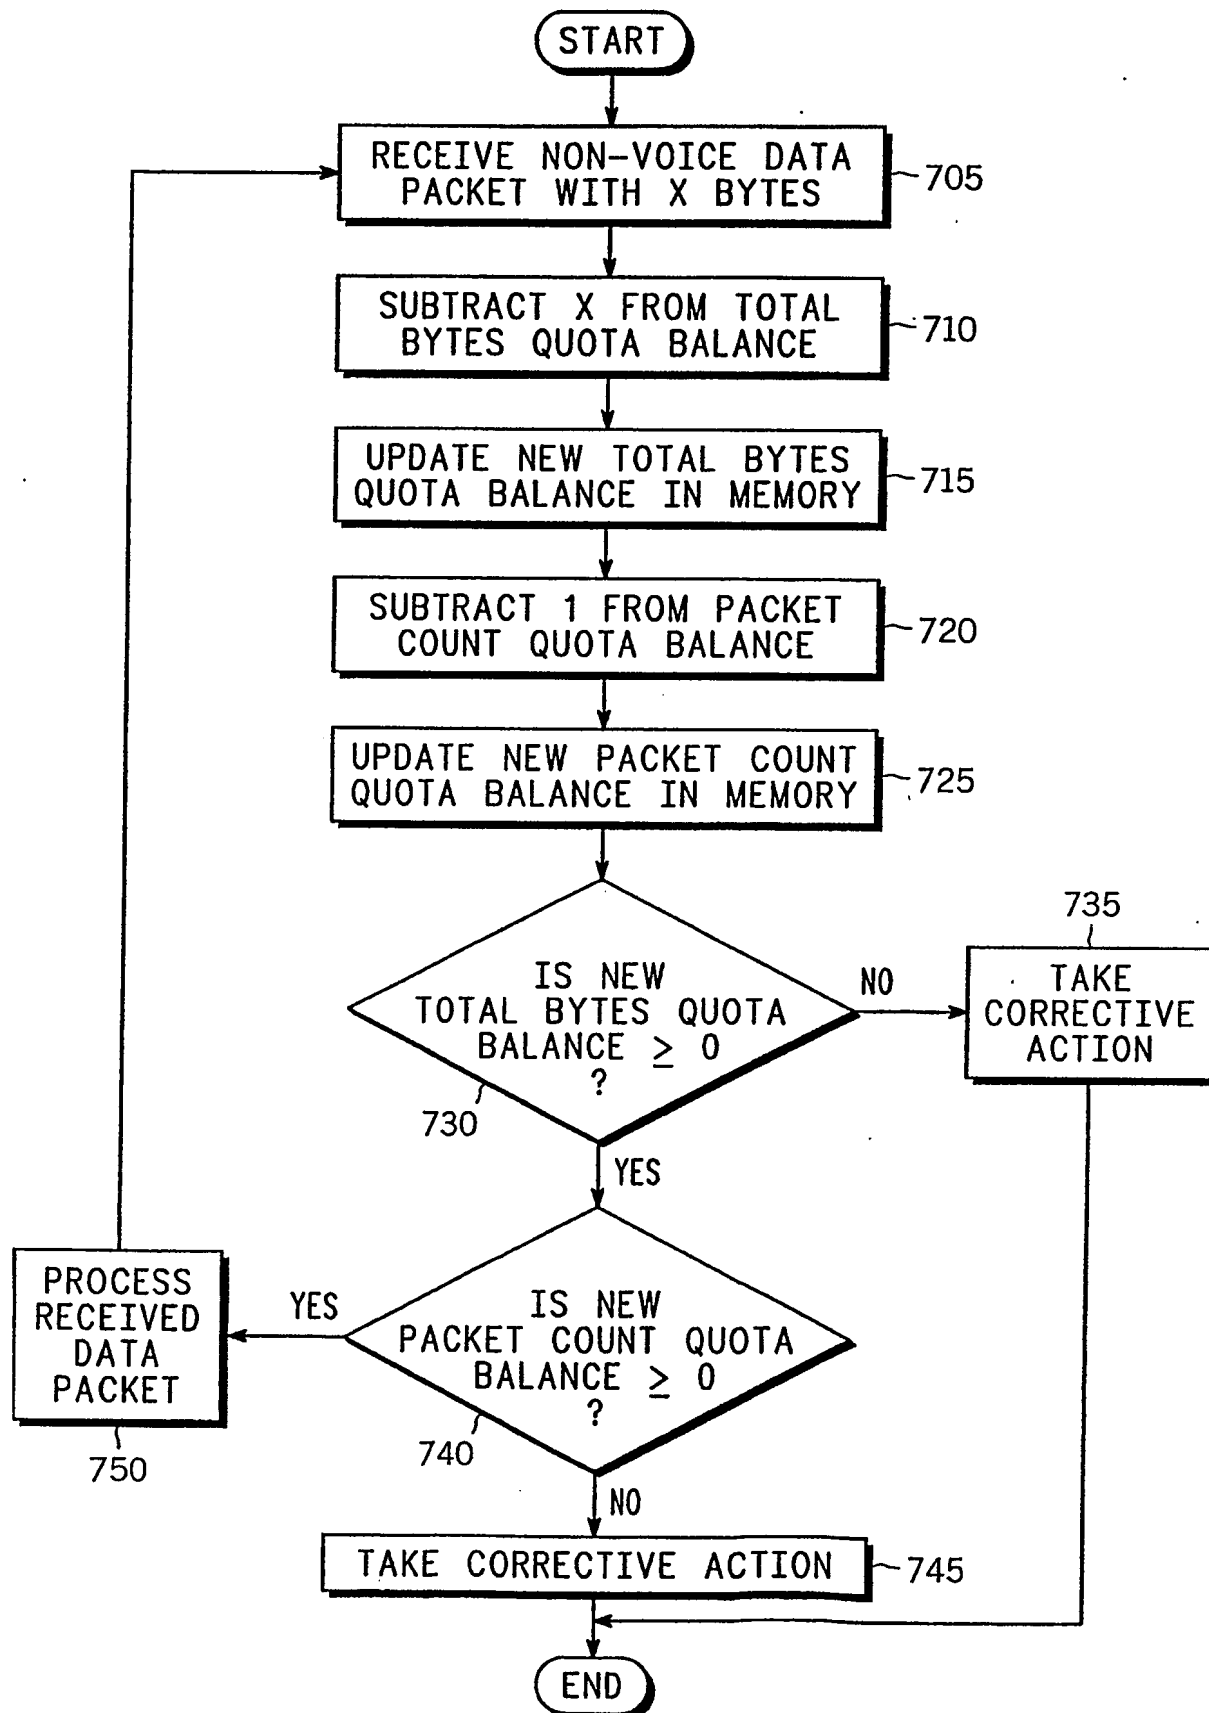 START
RECEIVE NON-VOICE DATA
PACKET WITH X BYTES
705
SUBTRACT X FROM TOTAL
BYTES QUOTA BALANCE
710
UPDATE NEW TOTAL BYTES
QUOTA BALANCE IN MEMORY
715
SUBTRACT 1 FROM PACKET
COUNT QUOTA BALANCE
720
UPDATE NEW PACKET COUNT
QUOTA BALANCE IN MEMORY
725
IS NEW
TOTAL BYTES QUOTA
BALANCE ≥ 0
?
730
NO
735
TAKE
CORRECTIVE
ACTION
YES
IS NEW
PACKET COUNT QUOTA
BALANCE ≥ 0
?
740
YES
PROCESS
RECEIVED
DATA
PACKET
750
NO
TAKE CORRECTIVE ACTION
745
END